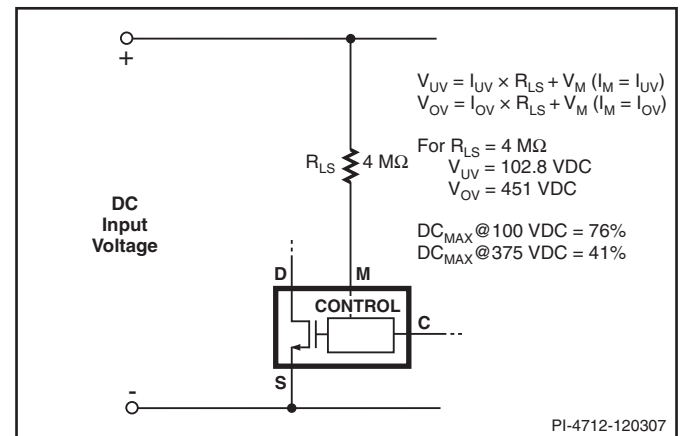 +
V_UV = I_UV × R_LS + V_M (I_M = I_UV)
V_OV = I_OV × R_LS + V_M (I_M = I_OV)
For R_LS = 4 MΩ
V_UV = 102.8 VDC
V_OV = 451 VDC
DC_MAX@100 VDC = 76%
DC_MAX@375 VDC = 41%
R_LS 4 MΩ
DC
Input
Voltage
D M
CONTROL
C
S
-
PI-4712-120307